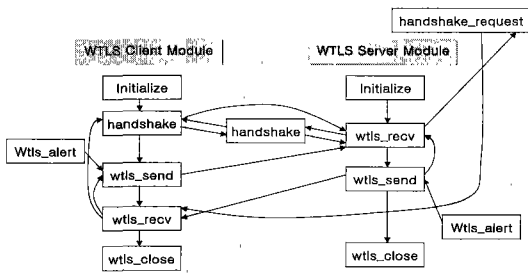 handshake_request
WTLS Client Module
WTLS Server Module
Initialize
Initialize
handshake
handshake
wtls_recv
Wtls_alert
wtls_send
wtls_send
wtls_recv
Wtls_alert
wtls_close
wtls_close